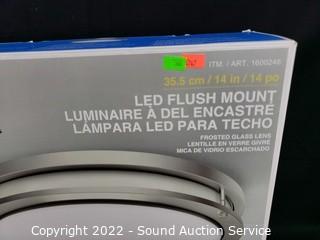 ITM. / ART. 1600248
35.5 cm / 14 in / 14 po
LED FLUSH MOUNT
LUMINAIRE À DEL ENCASTRÉ
LÁMPARA LED PARA TECHO
FROSTED GLASS LENS
LENTILLE EN VERRE GIVRÉ
MICA DE VIDRIO ESCARCHADO
Copyright © 2022 - Sound Auction Service